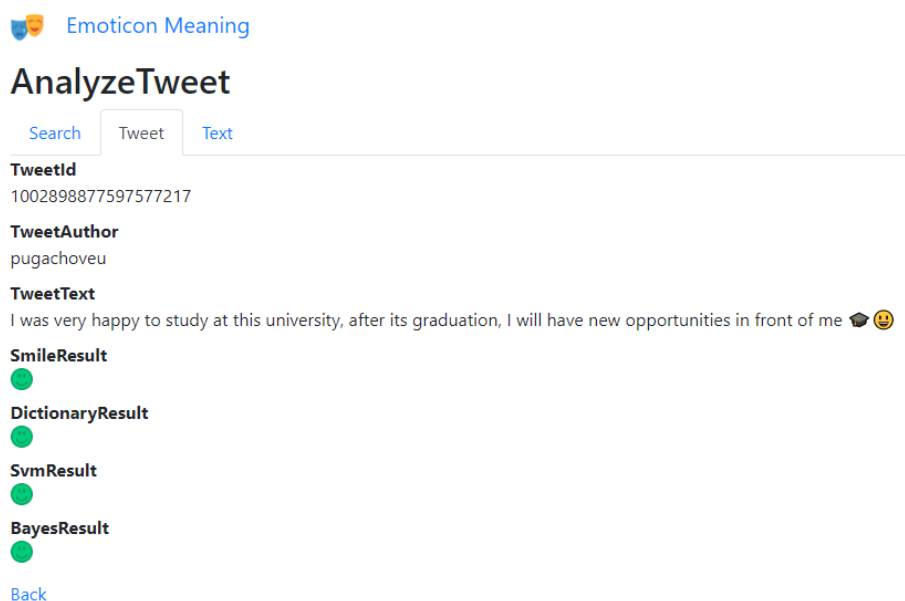 Emoticon Meaning
AnalyzeTweet
Search Tweet Text
TweetId
1002898877597577217
TweetAuthor
pugachoveu
TweetText
I was very happy to study at this university, after its graduation, I will have new opportunities in front of me 🎓😃
SmileResult
DictionaryResult
SvmResult
BayesResult
Back